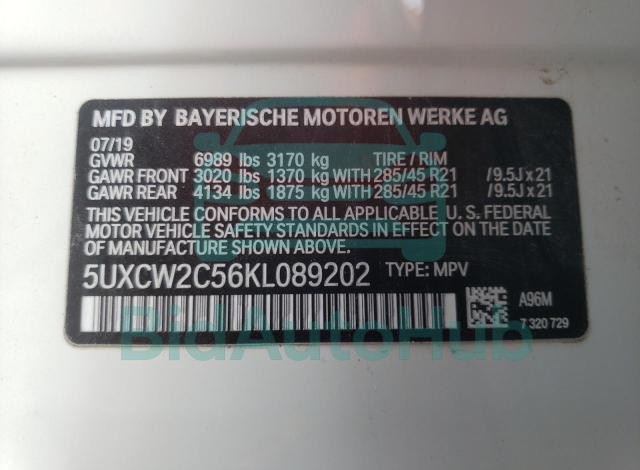 MFD BY BAYERISCHE MOTOREN WERKE AG
07/19
GVWR 6989 lbs 3170 kg TIRE / RIM
GAWR FRONT 3020 lbs 1370 kg WITH 285/45 R21 /9.5J x 21
GAWR REAR 4134 lbs 1875 kg WITH 285/45 R21 /9.5J x 21
THIS VEHICLE CONFORMS TO ALL APPLICABLE, U. S. FEDERAL
MOTOR VEHICLE SAFETY STANDARDS IN EFFECT ON THE DATE
OF MANUFACTURE SHOWN ABOVE.
5UXCW2C56KL089202 TYPE: MPV
A96M
7 320 729
BidAutoHub